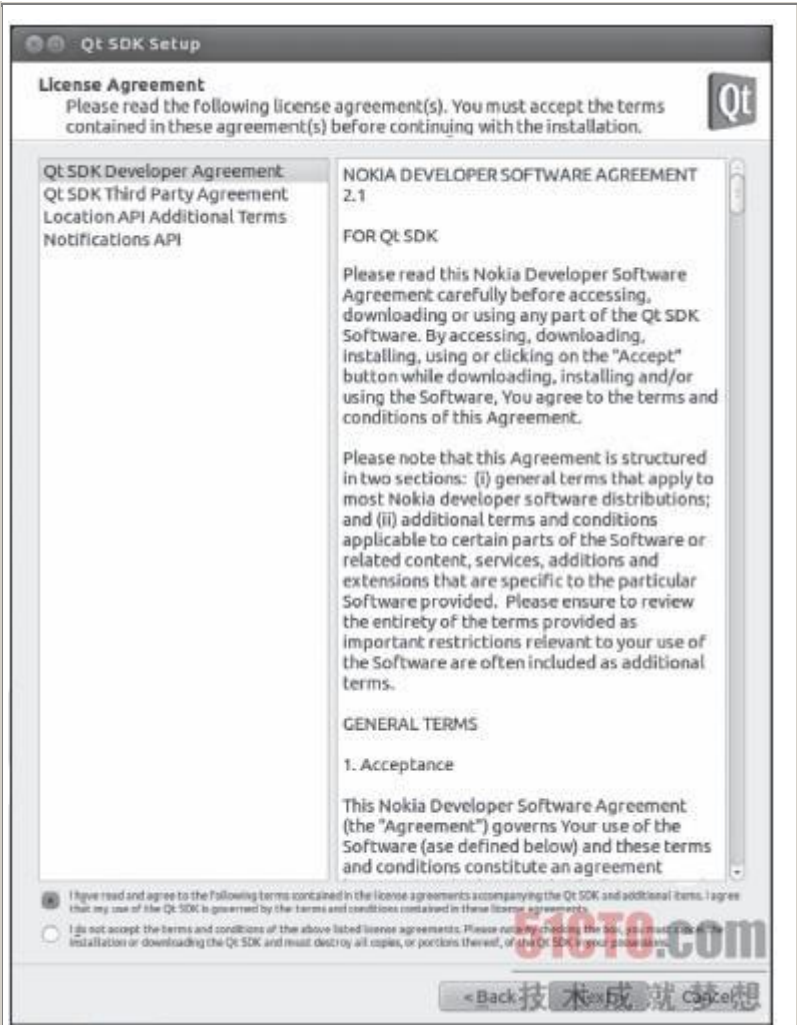 Qt SDK Setup
License Agreement
Please read the following license agreement(s). You must accept the terms
contained in these agreement(s) before continuing with the installation.
Qt
Qt SDK Developer Agreement
Qt SDK Third Party Agreement
Location API Additional Terms
Notifications API
NOKIA DEVELOPER SOFTWARE AGREEMENT
2.1
FOR Qt SDK
Please read this Nokia Developer Software
Agreement carefully before accessing,
downloading or using any part of the Qt SDK
Software. By accessing, downloading,
installing, using or clicking on the "Accept"
button while downloading, installing and/or
using the Software, You agree to the terms and
conditions of this Agreement.
Please note that this Agreement is structured
in two sections: (i) general terms that apply to
most Nokia developer software distributions;
and (ii) additional terms and conditions
applicable to certain parts of the Software or
related content, services, additions and
extensions that are specific to the particular
Software provided. Please ensure to review
the entirety of the terms provided as
important restrictions relevant to your use of
the Software are often included as additional
terms.
GENERAL TERMS
1. Acceptance
This Nokia Developer Software Agreement
(the "Agreement") governs Your use of the
Software (ase defined below) and these terms
and conditions constitute an agreement
I have read and agree to the following terms contained in the license agreements accompanying the Qt SDK and additional items. I agree
that my use of the Qt SDK is governed by the terms and conditions contained in these license agreements.
I do not accept the terms and conditions of the above listed license agreements. Please note by checking the box, you must cancel the
installation or downloading the Qt SDK and must destroy all copies, or portions thereof, of the Qt SDK in your
51CTO.com
< Back
Next >
Cancel
技术成就梦想